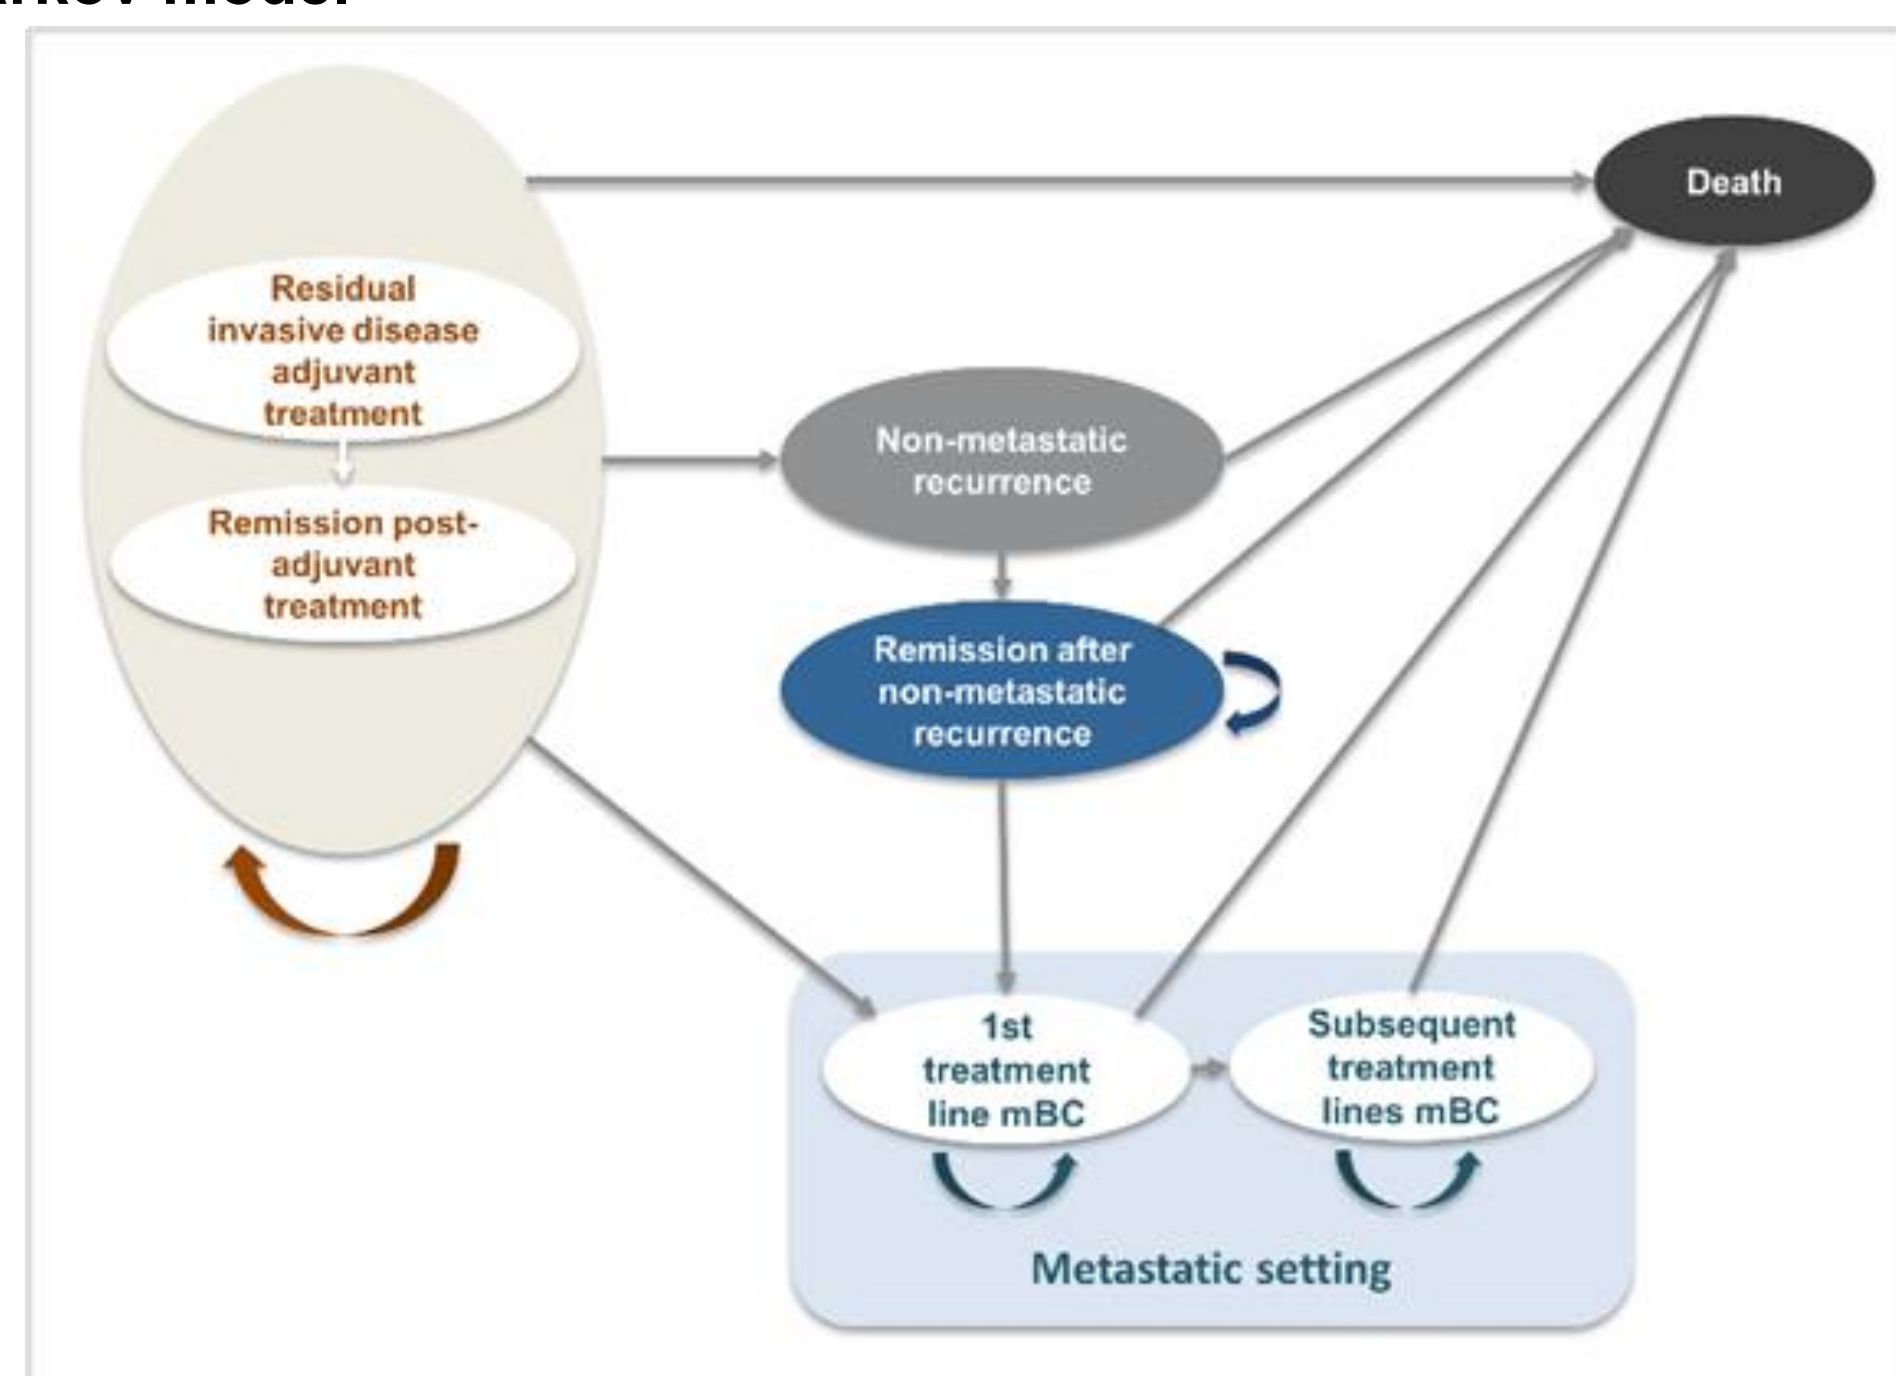 Death
Residual
invasive disease
adjuvant
treatment
Remission post-
adjuvant
treatment
Non-metastatic
recurrence
Remission after
non-metastatic
recurrence
1st
treatment
line mBC
Subsequent
treatment
lines mBC
Metastatic setting